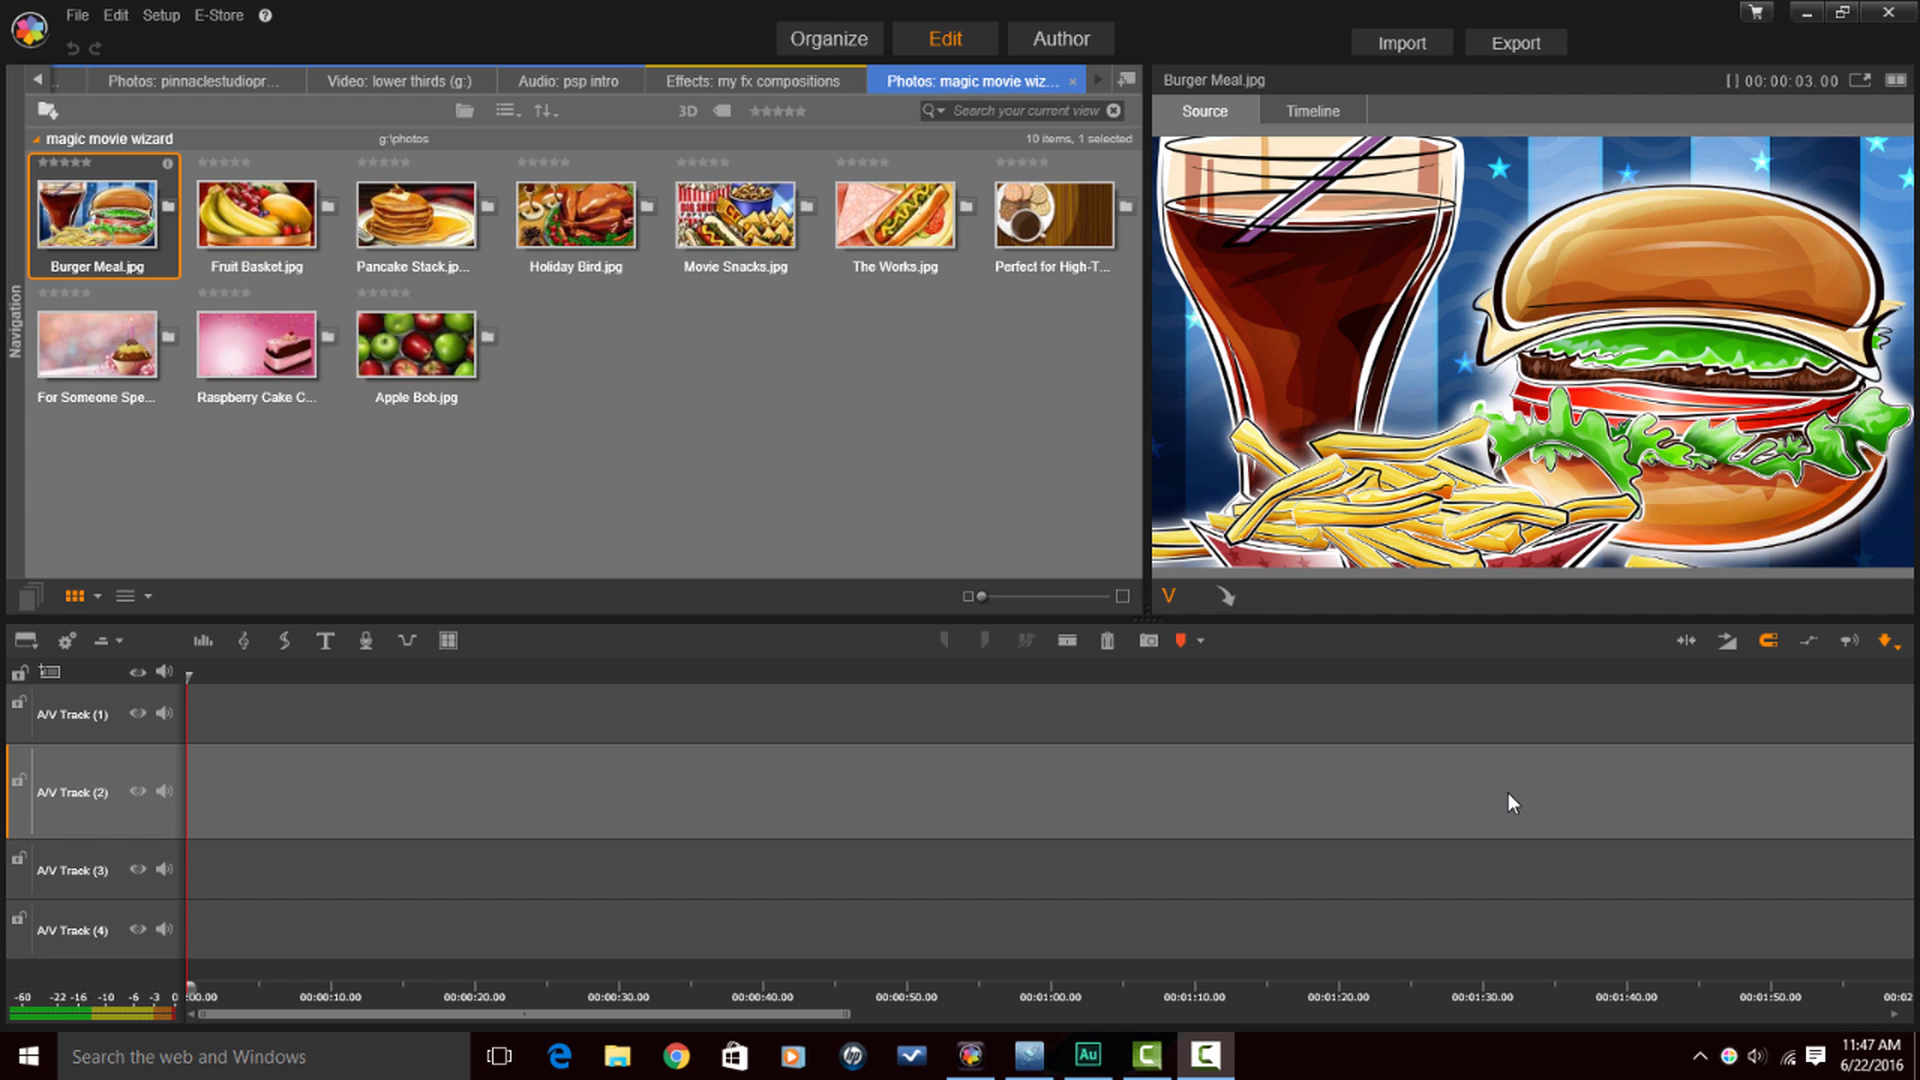 File Edit Setup E-Store ?
Organize Edit Author
Import Export
.. Photos: pinnaclestudiopr... Video: lower thirds (g:) Audio: psp intro Effects: my fx compositions Photos: magic movie wiz... ×
Burger Meal.jpg [ ] 00:00:03.00
3D Search your current view
Source Timeline
magic movie wizard g:\photos 10 items, 1 selected
Burger Meal.jpg Fruit Basket.jpg Pancake Stack.jp... Holiday Bird.jpg Movie Snacks.jpg The Works.jpg Perfect for High-T...
Navigation
For Someone Spe... Raspberry Cake C... Apple Bob.jpg
V
A/V Track (1)
A/V Track (2)
A/V Track (3)
A/V Track (4)
-60 -22 -16 -10 -6 -3 0 :00.00 00:00:10.00 00:00:20.00 00:00:30.00 00:00:40.00 00:00:50.00 00:01:00.00 00:01:10.00 00:01:20.00 00:01:30.00 00:01:40.00 00:01:50.00 00:02
Search the web and Windows
hp
Au
11:47 AM
6/22/2016